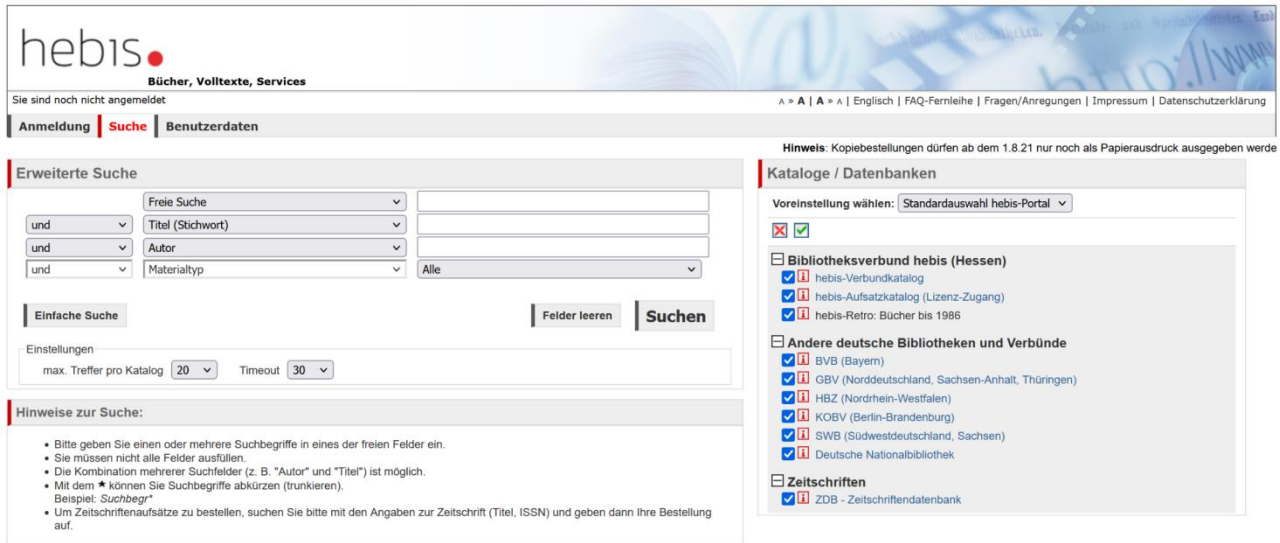 hebis.
Bücher, Volltexte, Services
Sie sind noch nicht angemeldet
A » A | A » A | Englisch | FAQ-Fernleihe | Fragen/Anregungen | Impressum | Datenschutzerklärung
Anmeldung Suche Benutzerdaten
Hinweis: Kopiebestellungen dürfen ab dem 1.8.21 nur noch als Papierausdruck ausgegeben werde
Erweiterte Suche
Freie Suche
und Titel (Stichwort)
und Autor
und Materialtyp Alle
Einfache Suche Felder leeren Suchen
Einstellungen
max. Treffer pro Katalog 20 Timeout 30
Hinweise zur Suche:
• Bitte geben Sie einen oder mehrere Suchbegriffe in eines der freien Felder ein.
• Sie müssen nicht alle Felder ausfüllen.
• Die Kombination mehrerer Suchfelder (z. B. "Autor" und "Titel") ist möglich.
• Mit dem * können Sie Suchbegriffe abkürzen (trunkieren).
Beispiel: Suchbegr*
• Um Zeitschriftenaufsätze zu bestellen, suchen Sie bitte mit den Angaben zur Zeitschrift (Titel, ISSN) und geben dann Ihre Bestellung
auf.
Kataloge / Datenbanken
Voreinstellung wählen: Standardauswahl hebis-Portal
Bibliotheksverbund hebis (Hessen)
hebis-Verbundkatalog
hebis-Aufsatzkatalog (Lizenz-Zugang)
hebis-Retro: Bücher bis 1986
Andere deutsche Bibliotheken und Verbünde
BVB (Bayern)
GBV (Norddeutschland, Sachsen-Anhalt, Thüringen)
HBZ (Nordrhein-Westfalen)
KOBV (Berlin-Brandenburg)
SWB (Südwestdeutschland, Sachsen)
Deutsche Nationalbibliothek
Zeitschriften
ZDB - Zeitschriftendatenbank